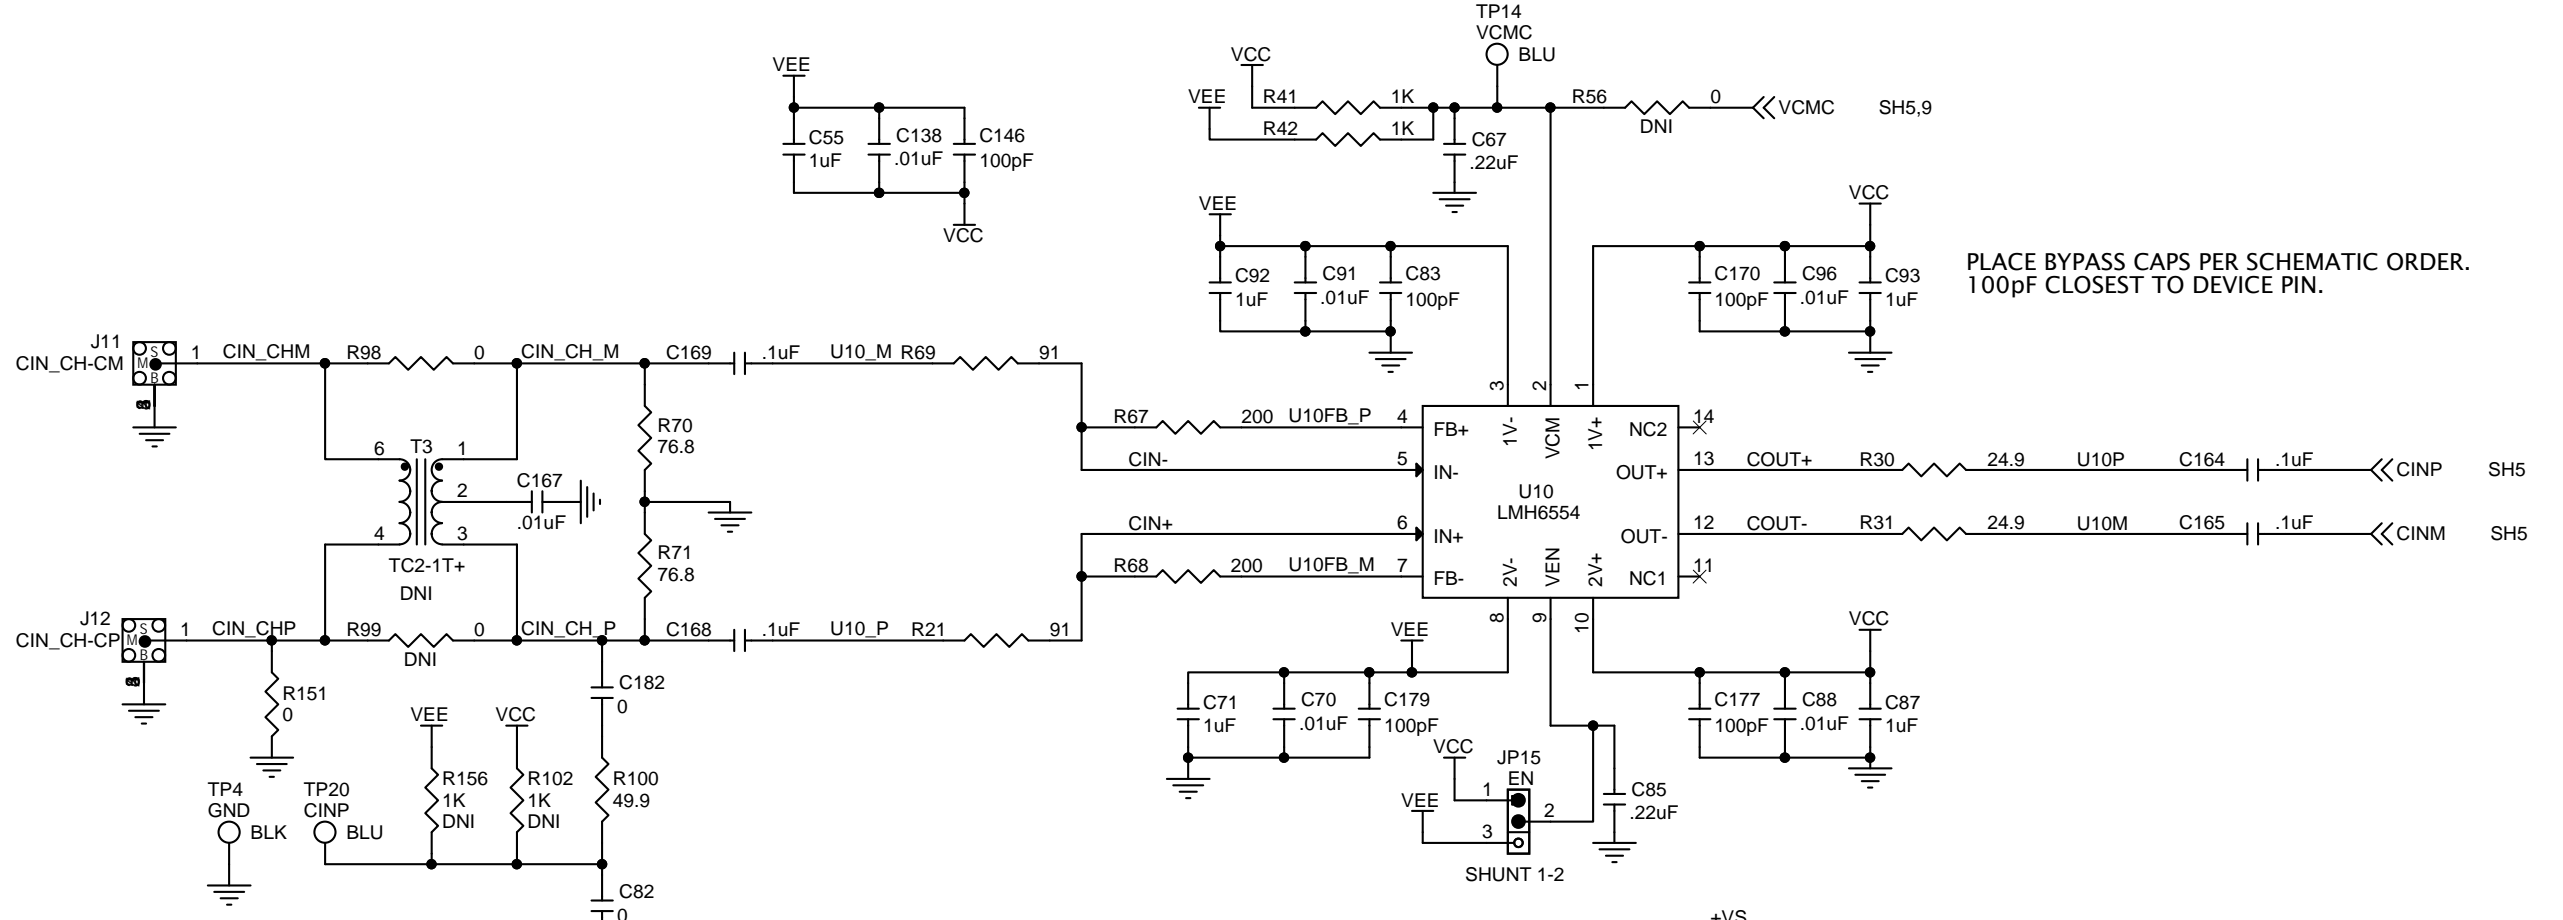 TP14
VCMC
BLU
VCC
VEE
R41 1K
R42 1K
R56 0
DNI
VCMC SH5,9
C67
.22uF
VEE
C55
1uF
C138
.01uF
C146
100pF
VCC
VEE
C92
1uF
C91
.01uF
C83
100pF
VCC
C170
100pF
C96
.01uF
C93
1uF
PLACE BYPASS CAPS PER SCHEMATIC ORDER.
100pF CLOSEST TO DEVICE PIN.
J11
CIN_CH-CM
S
M
B
1 CIN_CHM R98 0 CIN_CH_M C169 .1uF U10_M R69 91
R70
76.8
R71
76.8
6 T3 1
2
4 3
C167
.01uF
TC2-1T+
DNI
R67 200 U10FB_P 4
CIN- 5
CIN+ 6
R68 200 U10FB_M 7
3 2 1
FB+ 1V- VCM 1V+ NC2 14
IN- OUT+ 13
U10
LMH6554
IN+ OUT- 12
FB- 2V- VEN 2V+ NC1 11
8 9 10
COUT+ R30 24.9 U10P C164 .1uF CINP SH5
COUT- R31 24.9 U10M C165 .1uF CINM SH5
J12
CIN_CH-CP
S
M
B
1 CIN_CHP R99 0 CIN_CH_P C168 .1uF U10_P R21 91
DNI
R151
0
C182
0
VEE
VCC
R156
1K
DNI
R102
1K
DNI
R100
49.9
TP4
GND
BLK
TP20
CINP
BLU
C82
0
VEE
C71
1uF
C70
.01uF
C179
100pF
VCC
C177
100pF
C88
.01uF
C87
1uF
VCC
VEE
JP15
EN
1
2
3
C85
.22uF
SHUNT 1-2
+VS